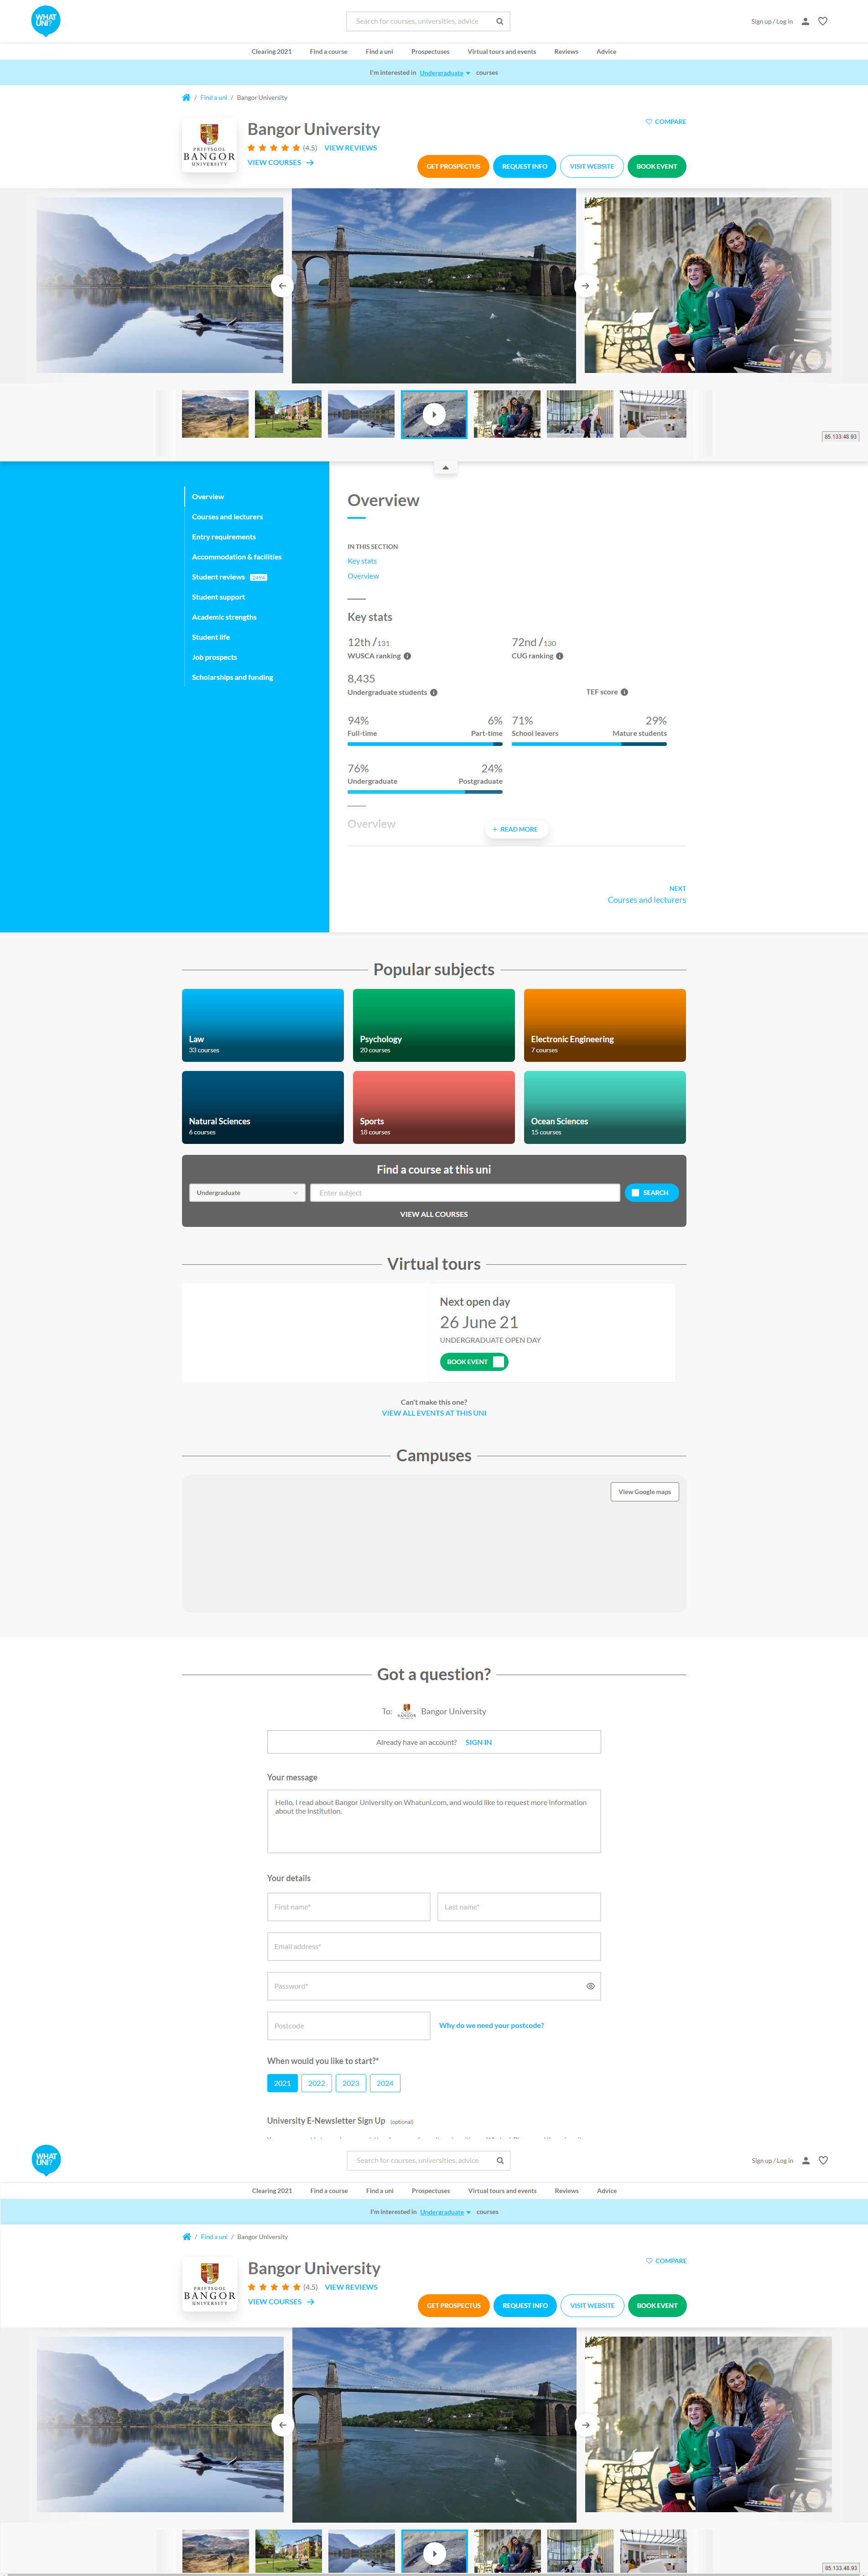 WHAT
UNI?
Search for courses, universities, advice
Sign up / Log in
Clearing 2021 Find a course Find a uni Prospectuses Virtual tours and events Reviews Advice
I'm interested in Undergraduate courses
/ Find a uni / Bangor University
PRIFYSGOL
BANGOR
UNIVERSITY
Bangor University
(4.5) VIEW REVIEWS
VIEW COURSES
COMPARE
GET PROSPECTUS REQUEST INFO VISIT WEBSITE BOOK EVENT
85.133.48.93
Overview
Courses and lecturers
Entry requirements
Accommodation & facilities
Student reviews
Student support
Academic strengths
Student life
Job prospects
Scholarships and funding
Overview
IN THIS SECTION
Key stats
Overview
Key stats
12th /131 72nd /130
WUSCA ranking CUG ranking
8,435
Undergraduate students TEF score
94% 6% 71% 29%
Full-time Part-time School leavers Mature students
76% 24%
Undergraduate Postgraduate
Overview
+ READ MORE
NEXT
Courses and lecturers
Popular subjects
Law
33 courses
Psychology
20 courses
Electronic Engineering
7 courses
Natural Sciences
6 courses
Sports
18 courses
Ocean Sciences
15 courses
Find a course at this uni
Undergraduate Enter subject SEARCH
VIEW ALL COURSES
Virtual tours
Next open day
26 June 21
UNDERGRADUATE OPEN DAY
BOOK EVENT
Can't make this one?
VIEW ALL EVENTS AT THIS UNI
Campuses
View Google maps
Got a question?
To: Bangor University
Already have an account? SIGN IN
Your message
Hello, I read about Bangor University on Whatuni.com, and would like to request more information
about the institution.
Your details
First name* Last name*
Email address*
Password*
Postcode Why do we need your postcode?
When would you like to start?*
2021 2022 2023 2024
University E-Newsletter Sign Up (optional)
WHAT
UNI?
Search for courses, universities, advice
Sign up / Log in
Clearing 2021 Find a course Find a uni Prospectuses Virtual tours and events Reviews Advice
I'm interested in Undergraduate courses
/ Find a uni / Bangor University
PRIFYSGOL
BANGOR
UNIVERSITY
Bangor University
(4.5) VIEW REVIEWS
VIEW COURSES
COMPARE
GET PROSPECTUS REQUEST INFO VISIT WEBSITE BOOK EVENT
85.133.48.93